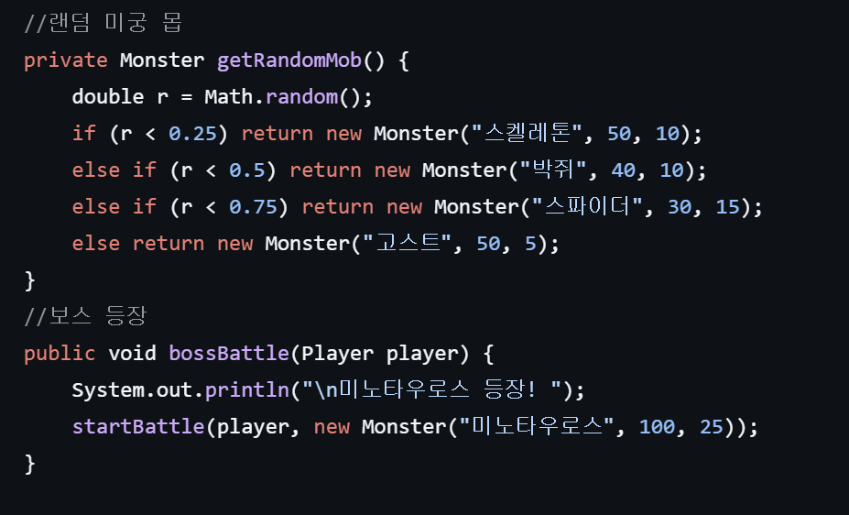 //랜덤 미궁 몹
private Monster getRandomMob() {
    double r = Math.random();
    if (r < 0.25) return new Monster("스켈레톤", 50, 10);
    else if (r < 0.5) return new Monster("박쥐", 40, 10);
    else if (r < 0.75) return new Monster("스파이더", 30, 15);
    else return new Monster("고스트", 50, 5);
}
//보스 등장
public void bossBattle(Player player) {
    System.out.println("\n미노타우로스 등장! ");
    startBattle(player, new Monster("미노타우로스", 100, 25));
}